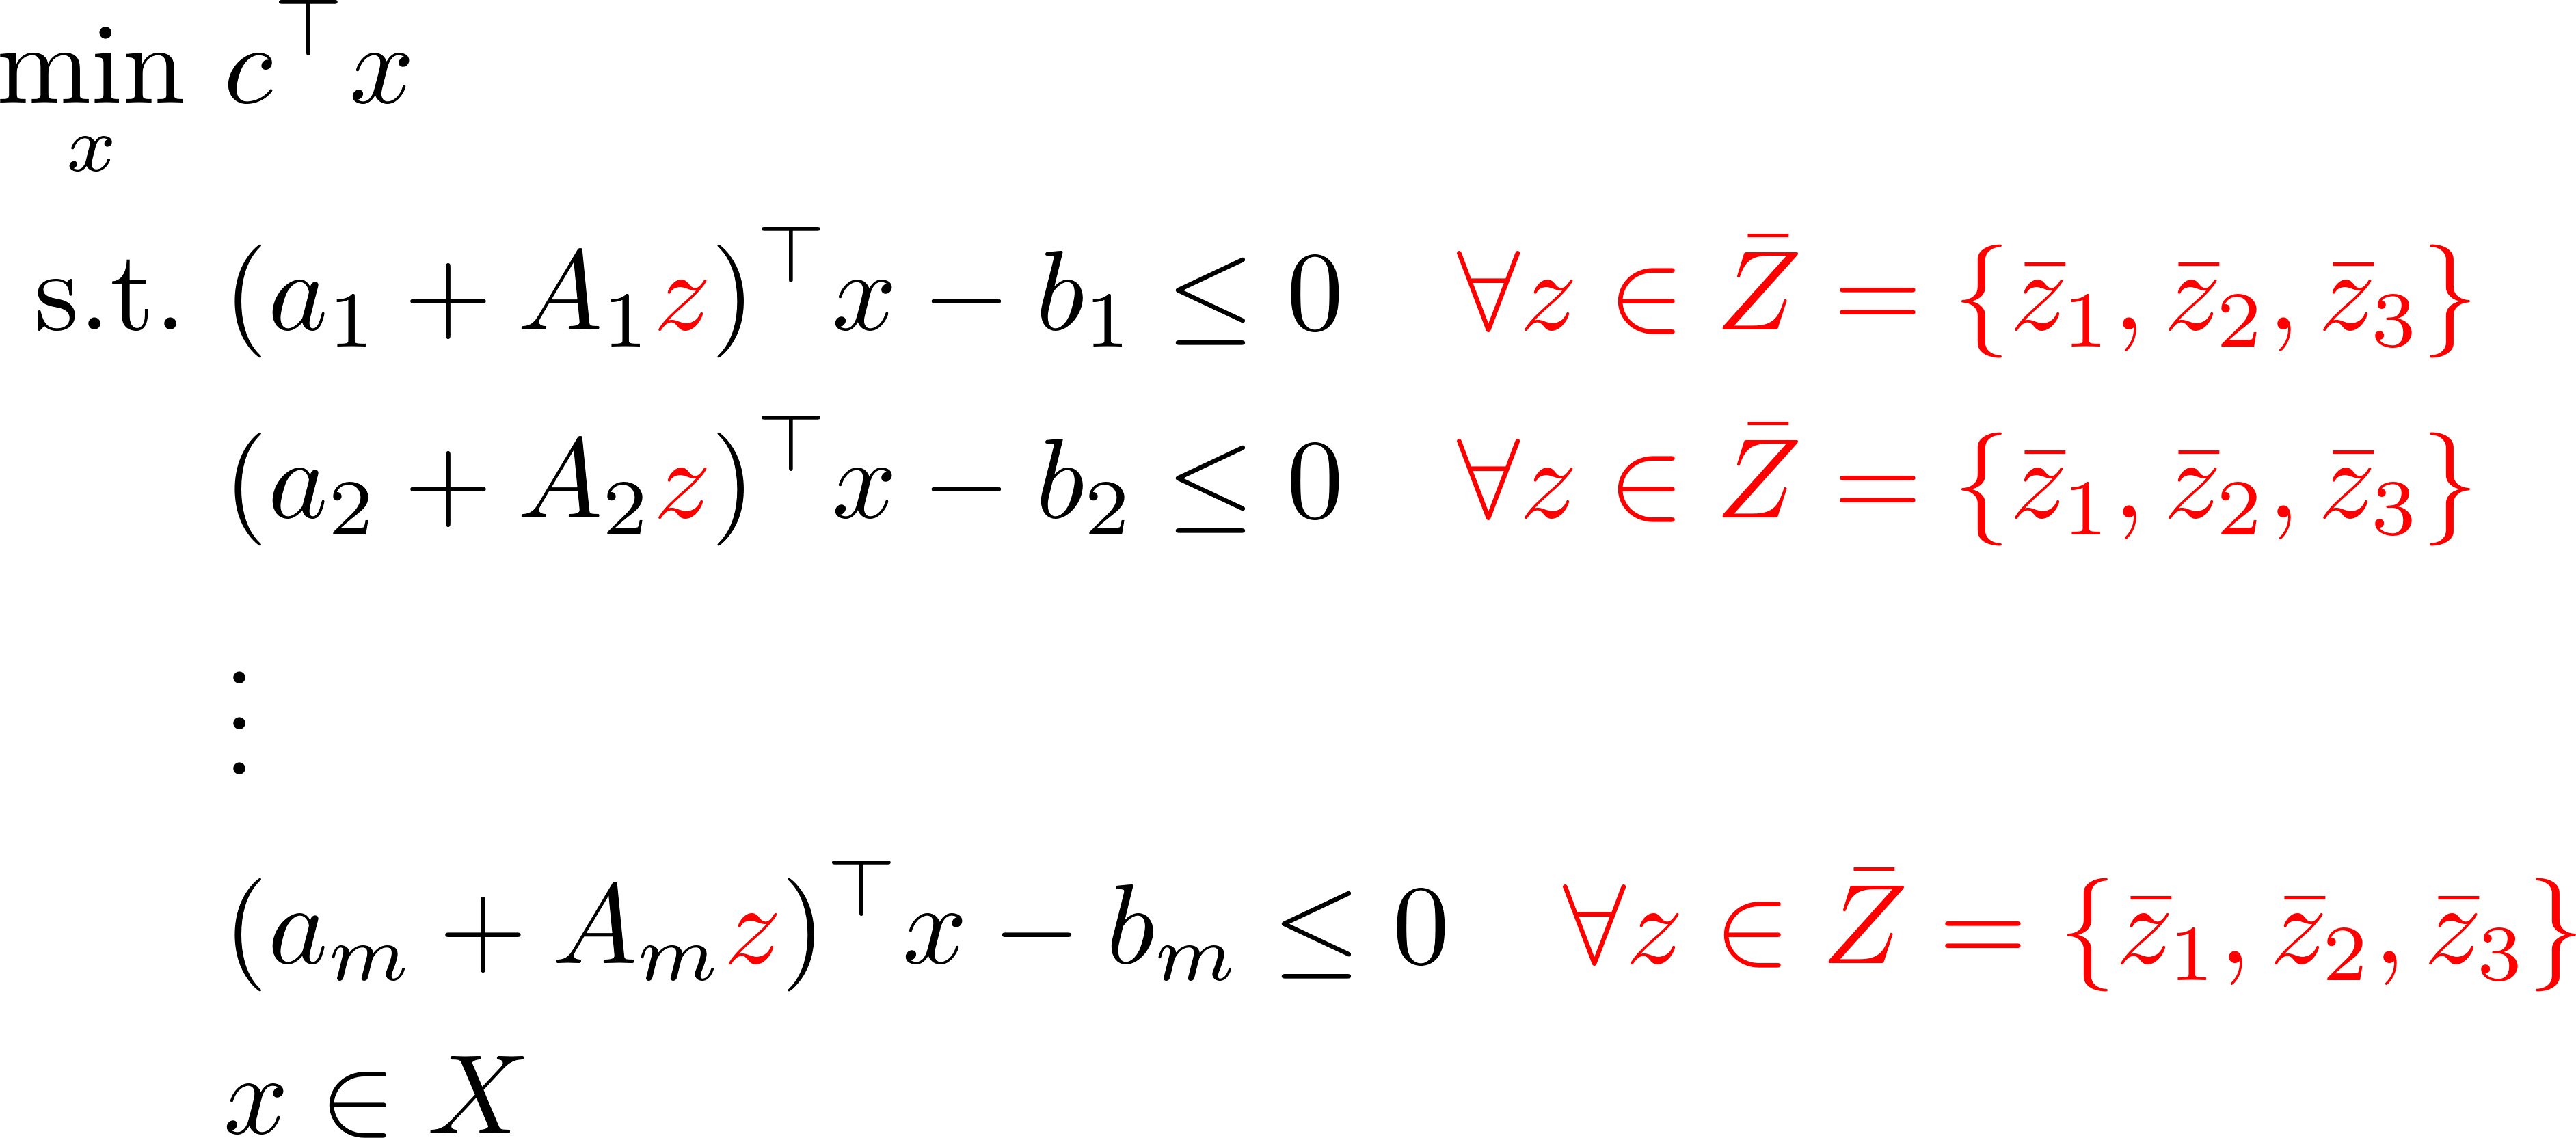 min_x c^⊤ x
s.t. (a_1 + A_1 z)^⊤ x − b_1 ≤ 0 ∀z ∈ Z̄ = {z̄_1, z̄_2, z̄_3}
(a_2 + A_2 z)^⊤ x − b_2 ≤ 0 ∀z ∈ Z̄ = {z̄_1, z̄_2, z̄_3}
⋮
(a_m + A_m z)^⊤ x − b_m ≤ 0 ∀z ∈ Z̄ = {z̄_1, z̄_2, z̄_3}
x ∈ X